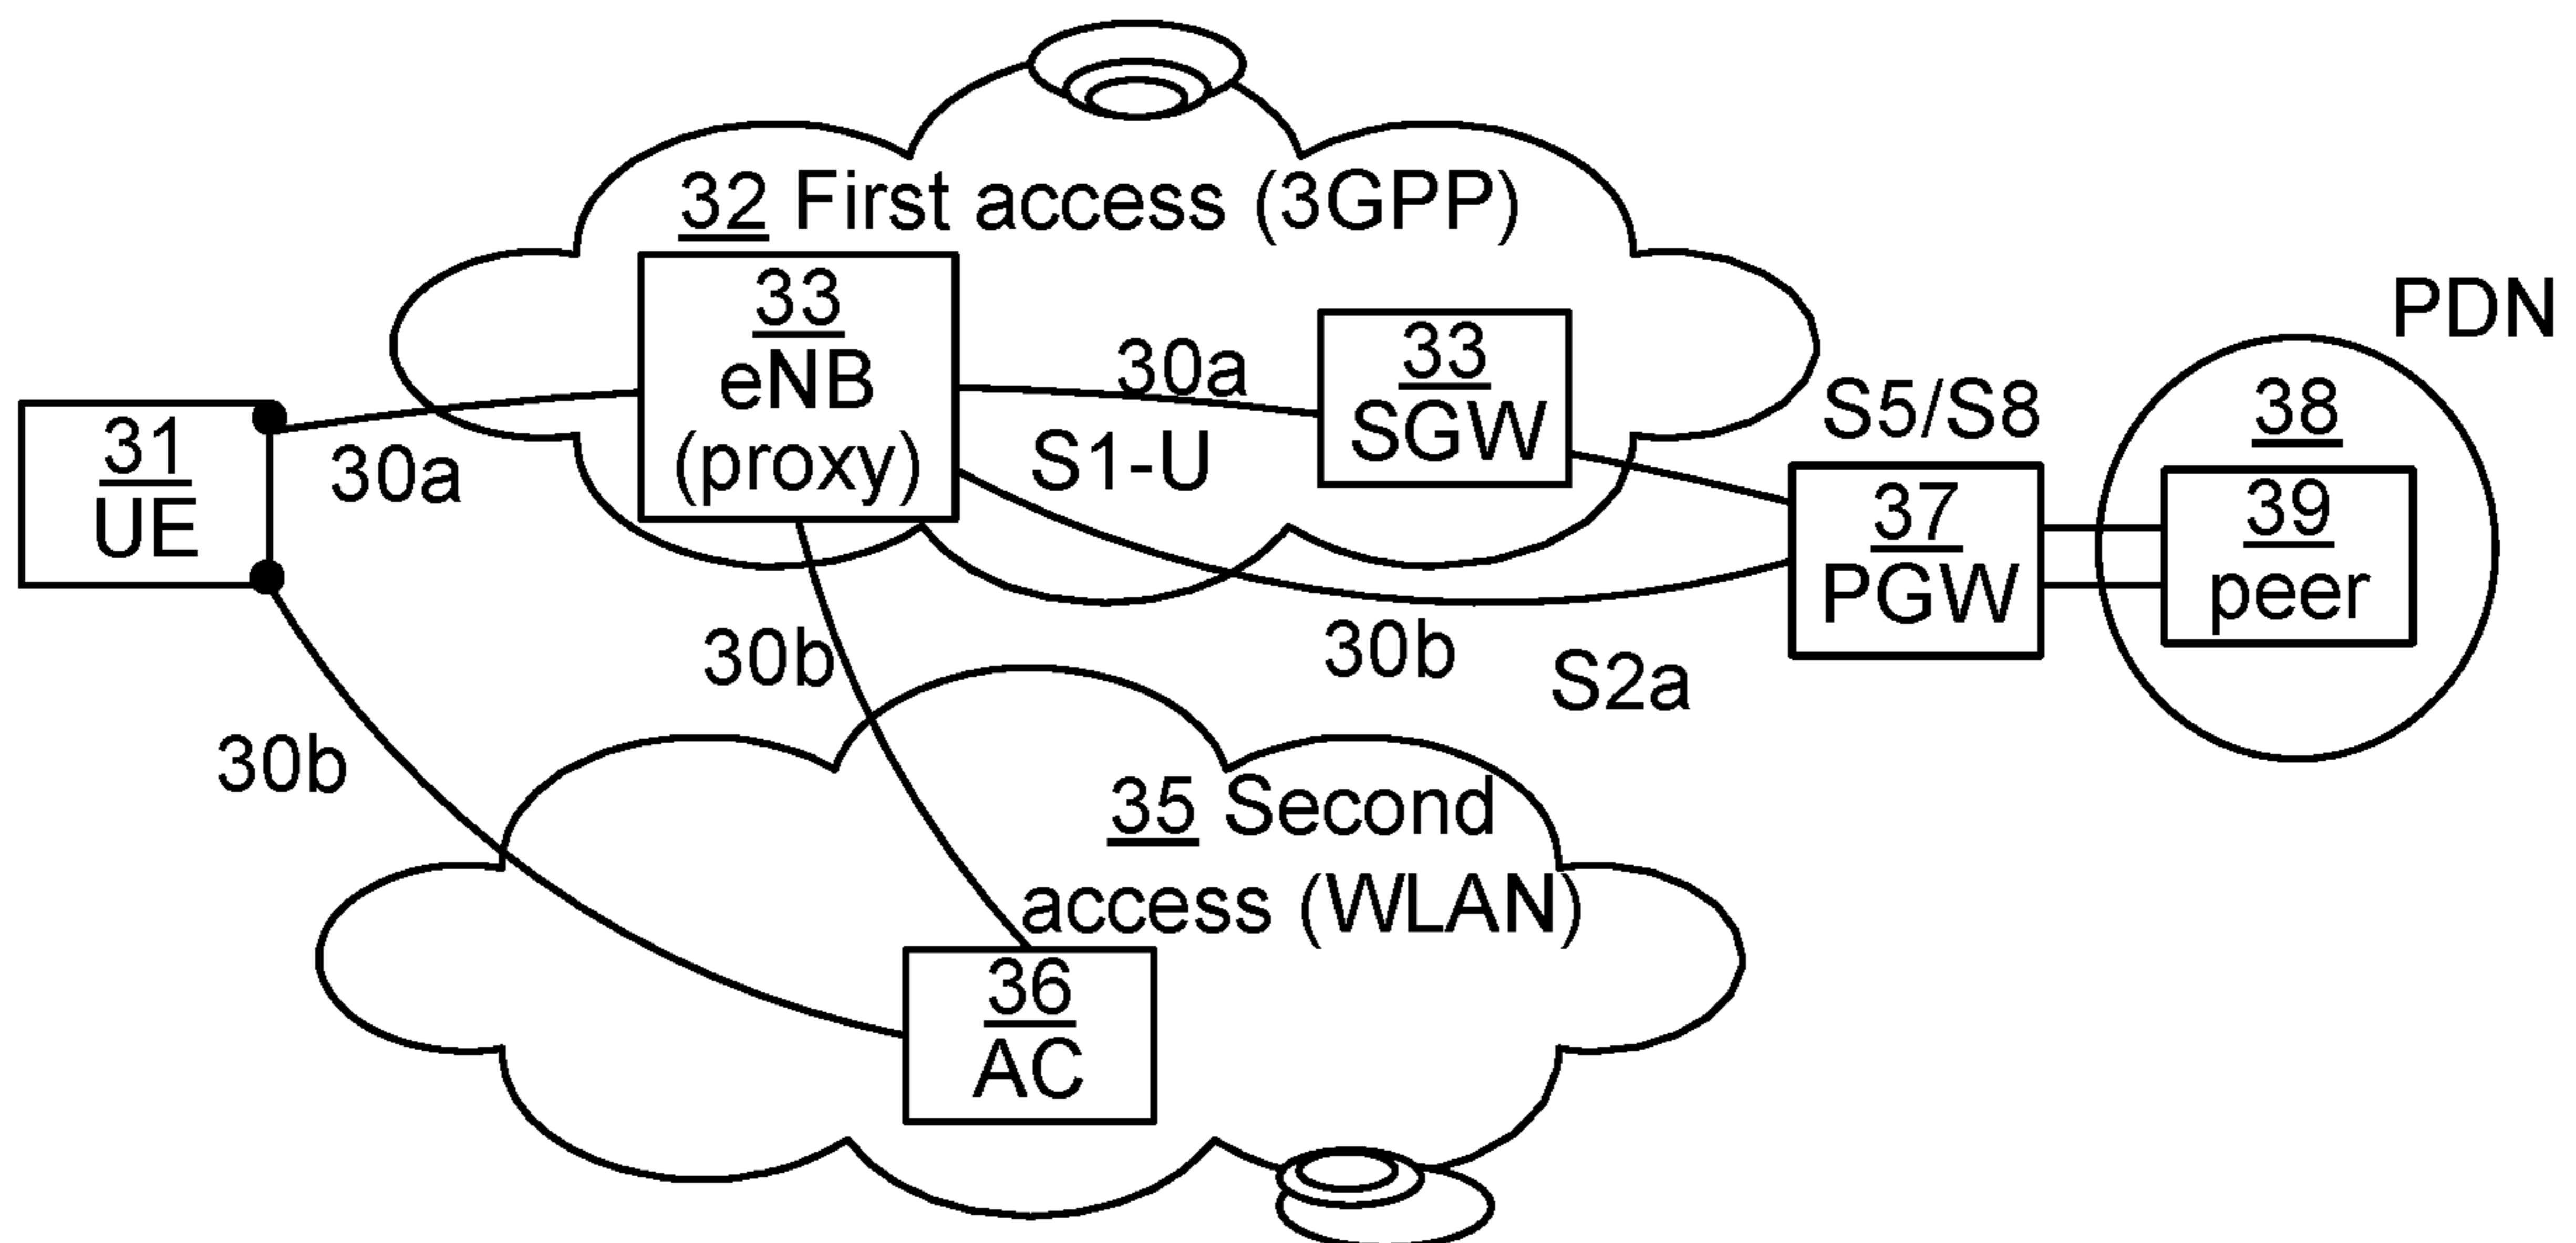 32 First access (3GPP)
33
eNB
(proxy)
30a
33
SGW
S1-U
PDN
S5/S8
38
31
UE
30a
37
PGW
39
peer
30b
30b
S2a
30b
35 Second
access (WLAN)
36
AC